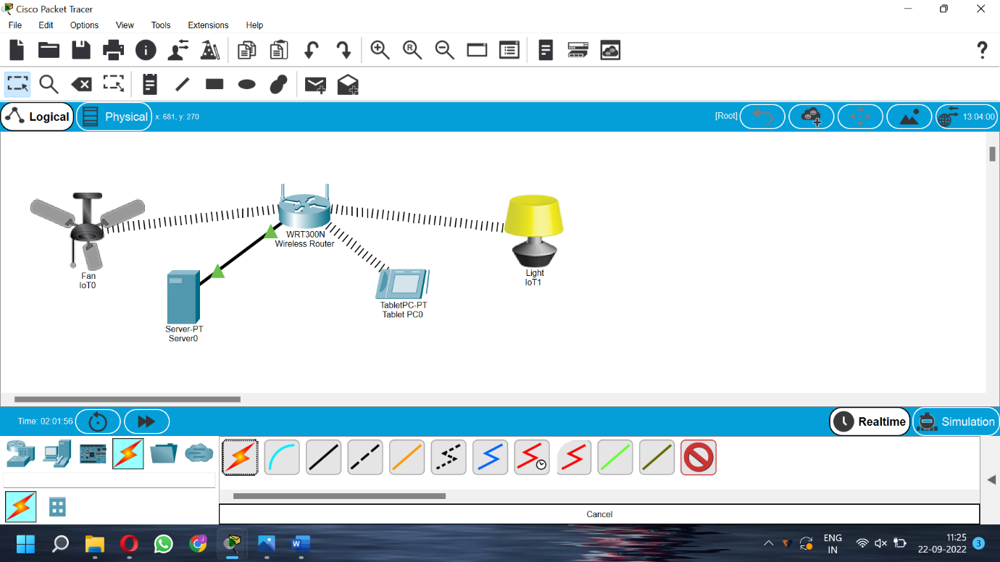 Cisco Packet Tracer
File Edit Options View Tools Extensions Help
Logical Physical x: 681, y: 270 [Root] 13:04:00
WRT300N
Wireless Router
Fan
IoT0
Light
IoT1
TabletPC-PT
Tablet PC0
Server-PT
Server0
Time: 02:01:56 Realtime Simulation
Cancel
ENG
IN
11:25
22-09-2022
3